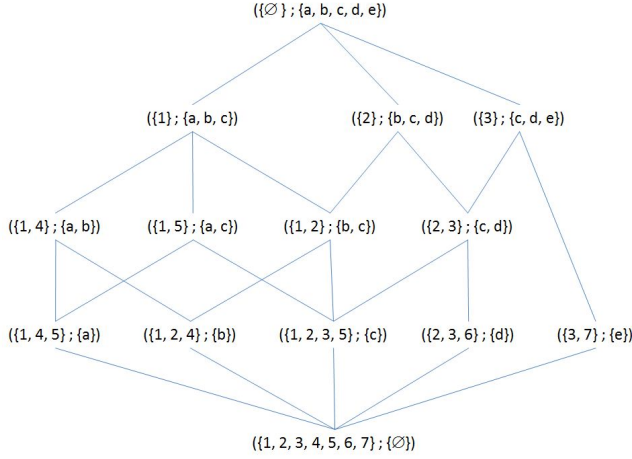 ({∅} ; {a, b, c, d, e})
({1} ; {a, b, c}) ({2} ; {b, c, d}) ({3} ; {c, d, e})
({1, 4} ; {a, b}) ({1, 5} ; {a, c}) ({1, 2} ; {b, c}) ({2, 3} ; {c, d})
({1, 4, 5} ; {a}) ({1, 2, 4} ; {b}) ({1, 2, 3, 5} ; {c}) ({2, 3, 6} ; {d}) ({3, 7} ; {e})
({1, 2, 3, 4, 5, 6, 7} ; {∅})